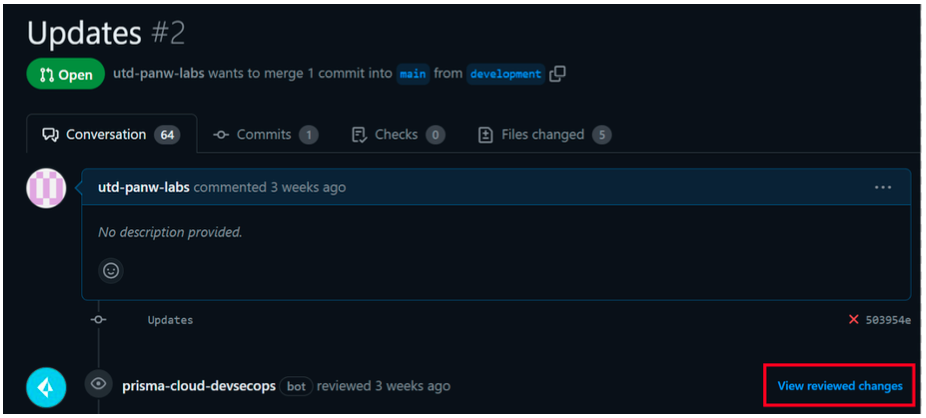 Updates #2
Open utd-panw-labs wants to merge 1 commit into main from development
Conversation 64 Commits 1 Checks 0 Files changed 5
utd-panw-labs commented 3 weeks ago
No description provided.
Updates 503954e
prisma-cloud-devsecops bot reviewed 3 weeks ago View reviewed changes